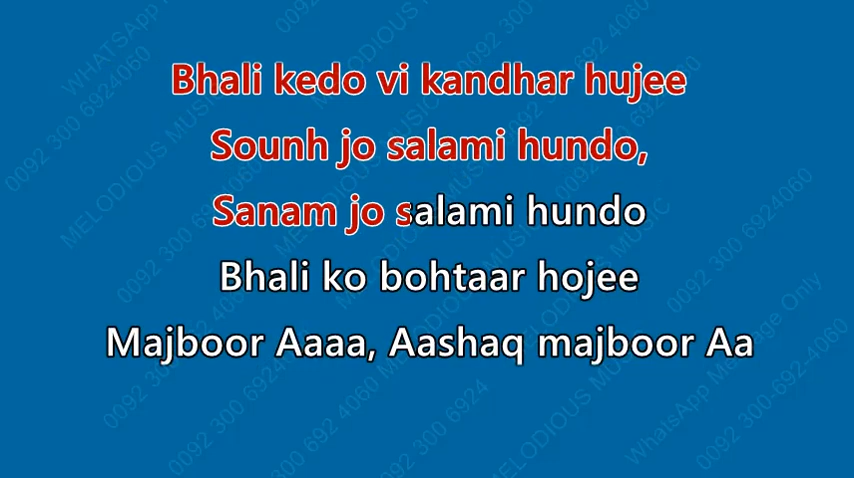 Bhali kedo vi kandhar hujee
Sounh jo salami hundo,
Sanam jo salami hundo
Bhali ko bohtaar hojee
Majboor Aaaa, Aashaq majboor Aa